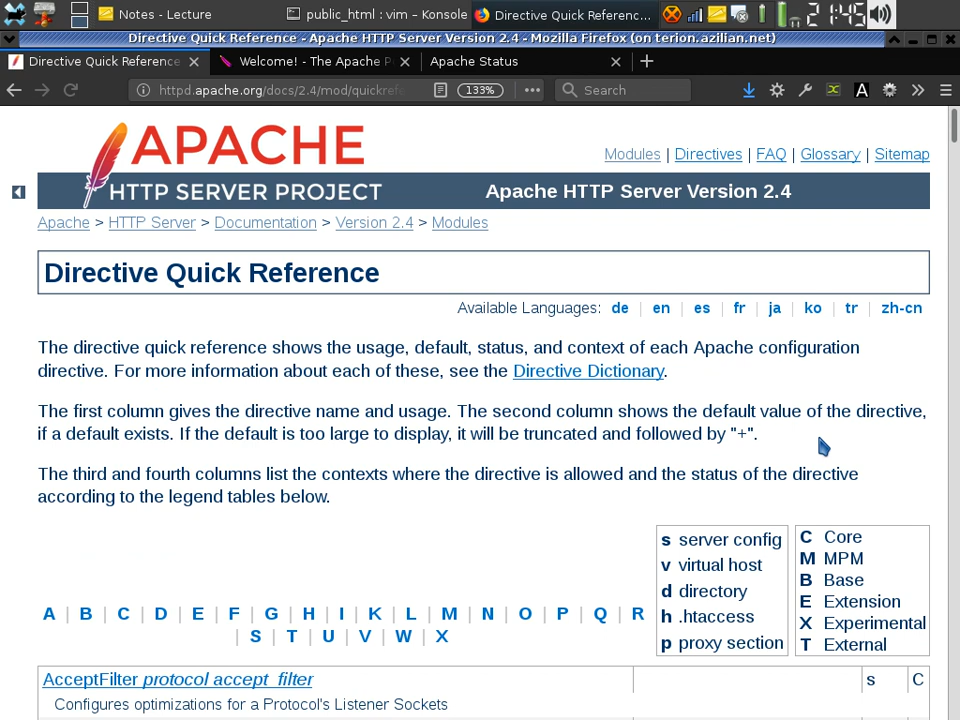 Notes - Lecture
public_html : vim – Konsole
Directive Quick Referenc...
21:45
Directive Quick Reference - Apache HTTP Server Version 2.4 - Mozilla Firefox (on terion.azilian.net)
Directive Quick Reference
Welcome! - The Apache P
Apache Status
httpd.apache.org/docs/2.4/mod/quickrefe
133%
Search
A
APACHE
HTTP SERVER PROJECT
Modules | Directives | FAQ | Glossary | Sitemap
Apache HTTP Server Version 2.4
Apache > HTTP Server > Documentation > Version 2.4 > Modules
Directive Quick Reference
Available Languages: de | en | es | fr | ja | ko | tr | zh-cn
The directive quick reference shows the usage, default, status, and context of each Apache configuration
directive. For more information about each of these, see the Directive Dictionary.
The first column gives the directive name and usage. The second column shows the default value of the directive,
if a default exists. If the default is too large to display, it will be truncated and followed by "+".
The third and fourth columns list the contexts where the directive is allowed and the status of the directive
according to the legend tables below.
A | B | C | D | E | F | G | H | I | K | L | M | N | O | P | Q | R
| S | T | U | V | W | X
s server config
v virtual host
d directory
h .htaccess
p proxy section
C Core
M MPM
B Base
E Extension
X Experimental
T External
AcceptFilter protocol accept_filter s C
Configures optimizations for a Protocol's Listener Sockets